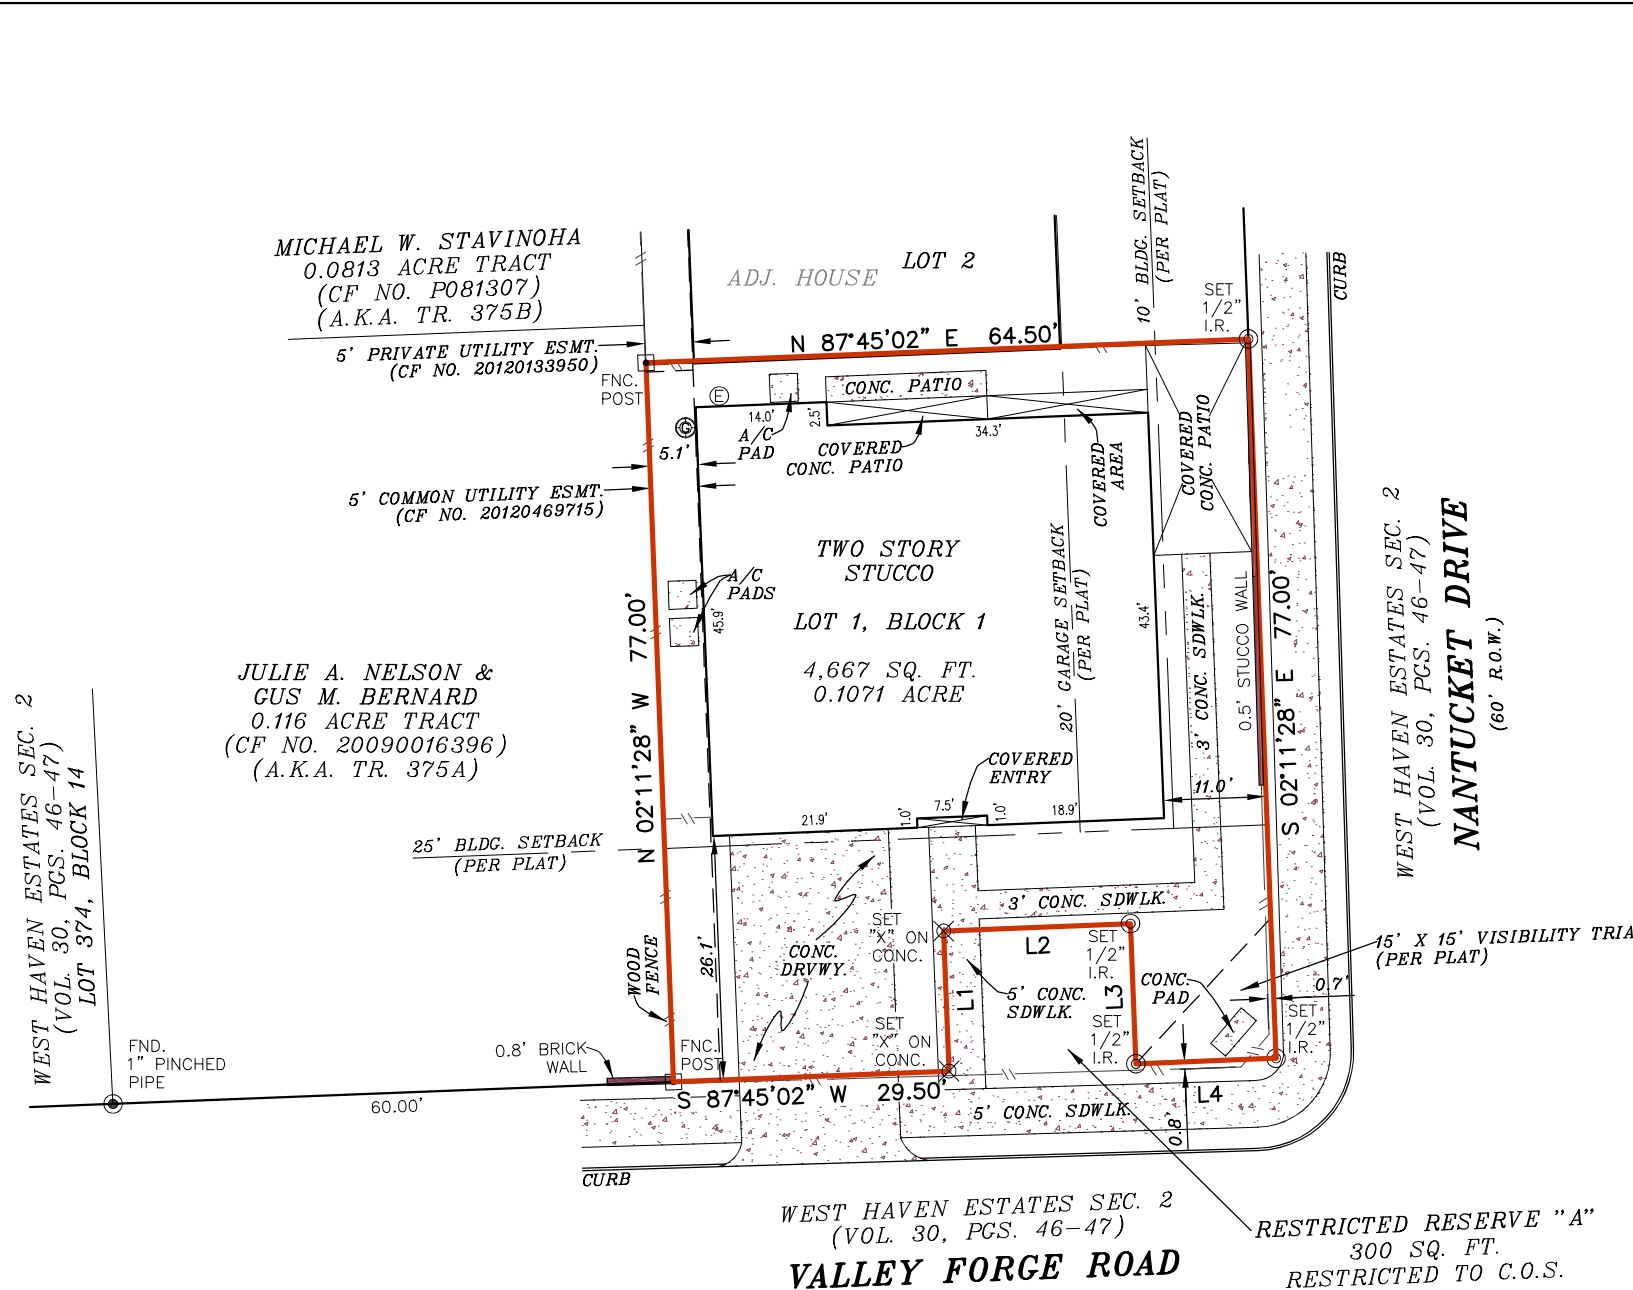 MICHAEL W. STAVINOHA
0.0813 ACRE TRACT
(CF NO. P081307)
(A.K.A. TR. 375B)
5' PRIVATE UTILITY ESMT.
(CF NO. 20120133950)
ADJ. HOUSE
LOT 2
10' BLDG. SETBACK
(PER PLAT)
SET
1/2"
I.R.
CURB
N 87°45'02" E 64.50'
FNC.
POST
E
G
14.0'
2.5'
A/C
PAD
CONC. PATIO
COVERED
CONC. PATIO
34.3'
COVERED
AREA
COVERED
CONC. PATIO
5.1'
5' COMMON UTILITY ESMT.
(CF NO. 20120469715)
A/C
PADS
45.9'
TWO STORY
STUCCO
LOT 1, BLOCK 1
4,667 SQ. FT.
0.1071 ACRE
20' GARAGE SETBACK
(PER PLAT)
43.4'
3' CONC. SDWLK.
0.5' STUCCO WALL
S 02°11'28" E 77.00'
N 02°11'28" W 77.00'
WEST HAVEN ESTATES SEC. 2
(VOL. 30, PGS. 46-47)
NANTUCKET DRIVE
(60' R.O.W.)
JULIE A. NELSON &
GUS M. BERNARD
0.116 ACRE TRACT
(CF NO. 20090016396)
(A.K.A. TR. 375A)
WEST HAVEN ESTATES SEC. 2
(VOL. 30, PGS. 46-47)
LOT 374, BLOCK 14
COVERED
ENTRY
11.0'
21.9'
1.0'
7.5'
1.0'
18.9'
25' BLDG. SETBACK
(PER PLAT)
3' CONC. SDWLK.
SET
"X" ON
CONC.
L2
SET
1/2"
I.R.
WOOD
FENCE
26.1'
CONC.
DRVWY.
L1
5' CONC.
SDWLK.
L3
CONC.
PAD
15' X 15' VISIBILITY TRIA
(PER PLAT)
0.7'
SET
1/2"
I.R.
SET
"X" ON
CONC.
SET
1/2"
I.R.
FND.
1" PINCHED
PIPE
0.8' BRICK
WALL
FNC.
POST
60.00'
S 87°45'02" W 29.50'
5' CONC. SDWLK.
L4
0.8'
CURB
WEST HAVEN ESTATES SEC. 2
(VOL. 30, PGS. 46-47)
VALLEY FORGE ROAD
RESTRICTED RESERVE "A"
300 SQ. FT.
RESTRICTED TO C.O.S.